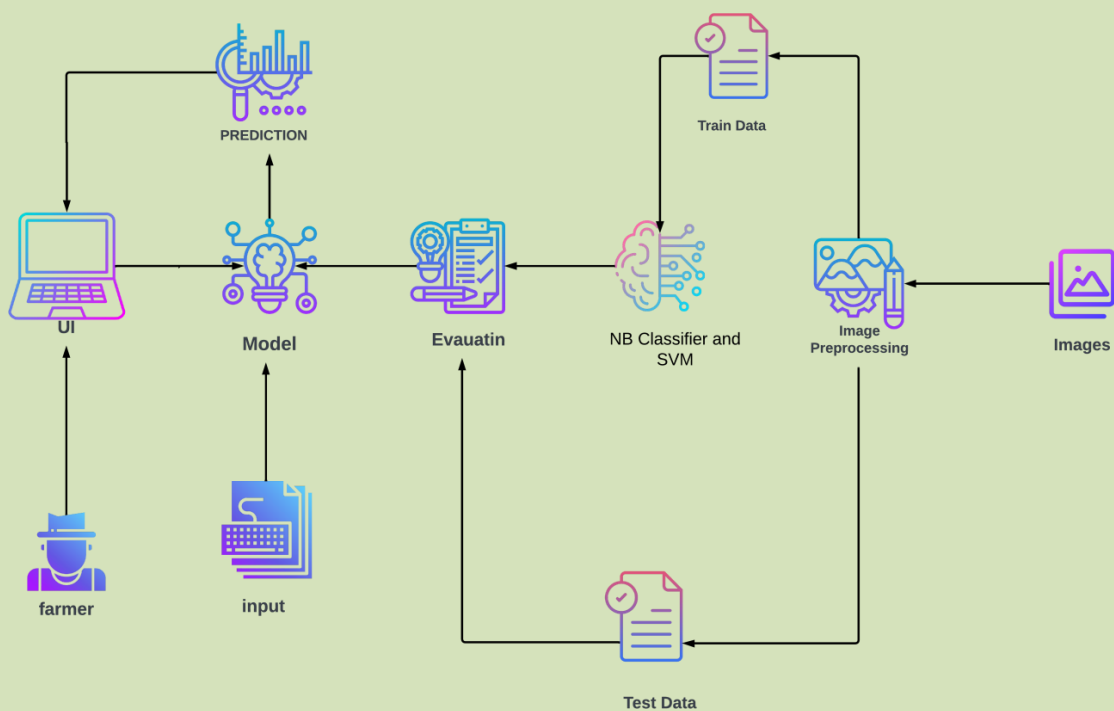 Train Data
PREDICTION
UI
Model
Evauatin
NB Classifier and
SVM
Image
Preprocessing
Images
farmer
input
Test Data